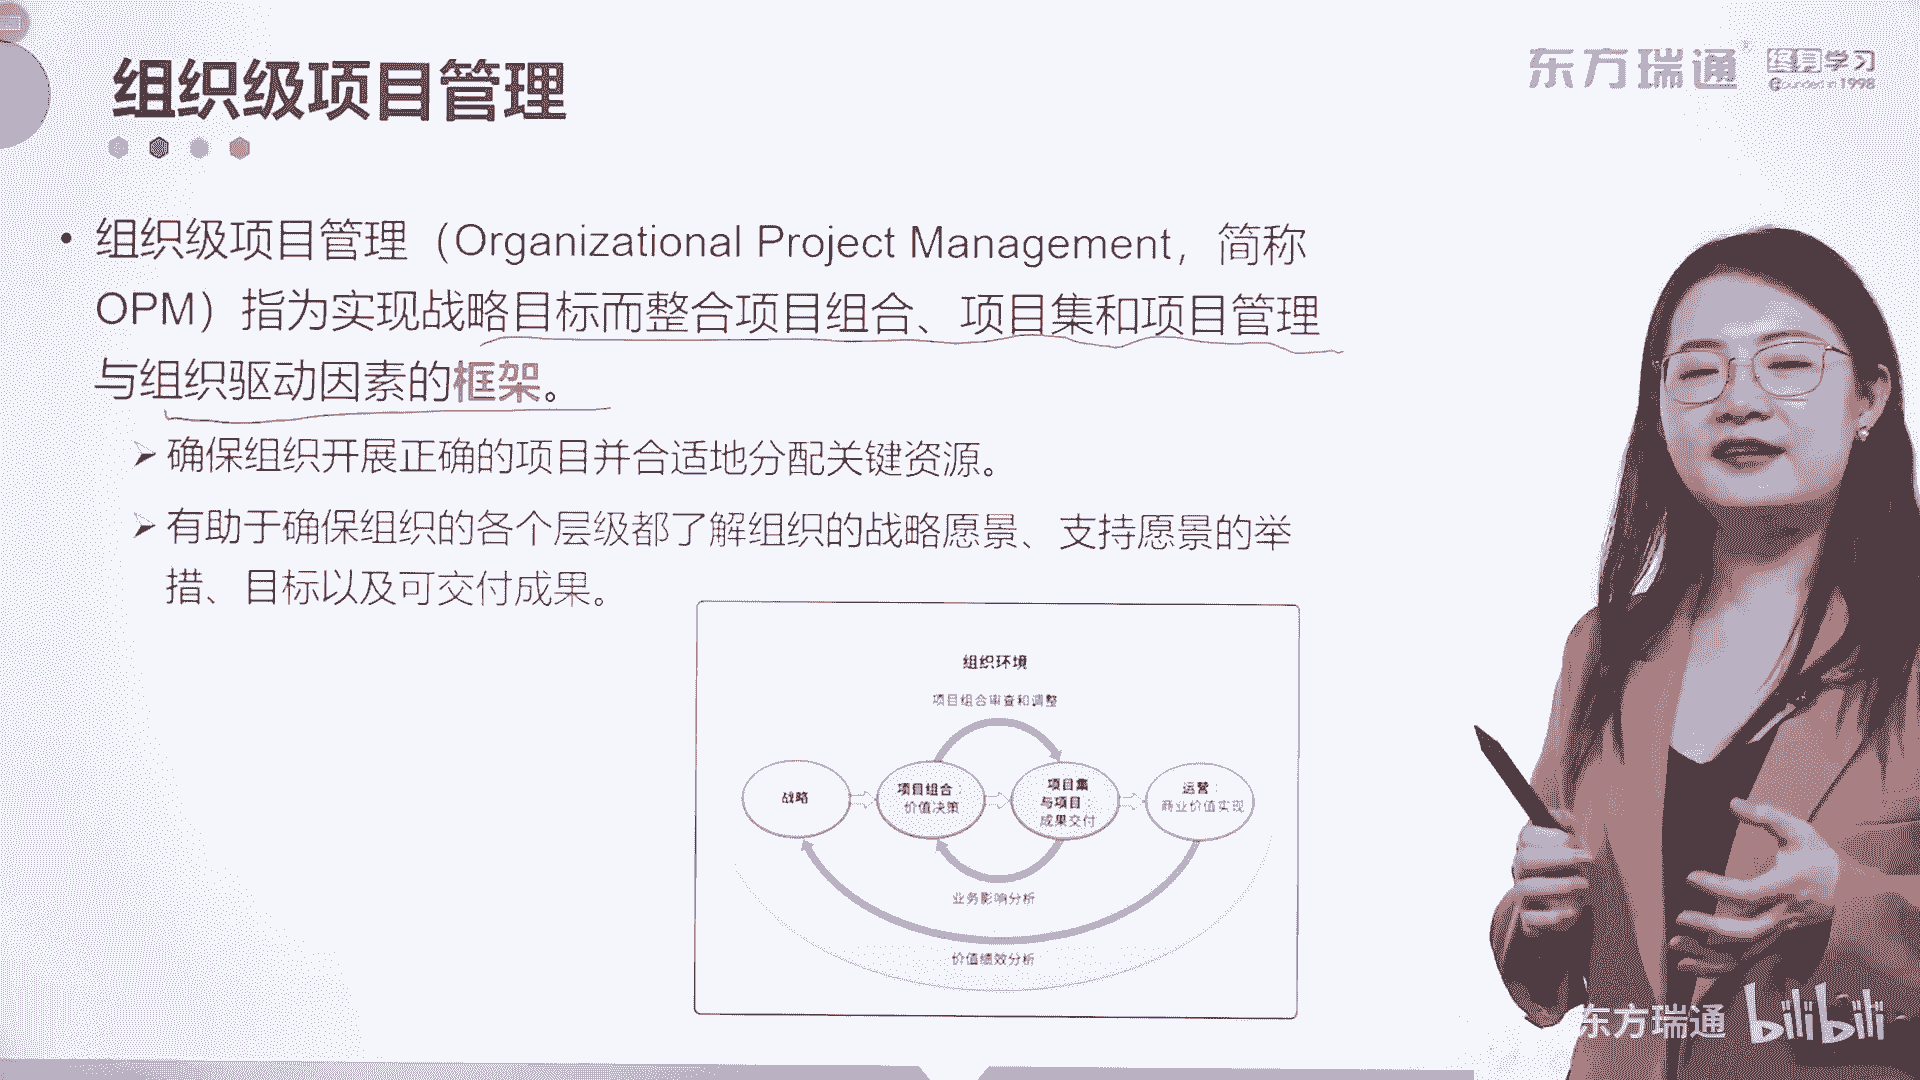 组织级项目管理
东方瑞通
终身学习
Founded in 1998
• 组织级项目管理（Organizational Project Management，简称
OPM）指为实现战略目标而整合项目组合、项目集和项目管理
与组织驱动因素的框架。
➢ 确保组织开展正确的项目并合适地分配关键资源。
➢ 有助于确保组织的各个层级都了解组织的战略愿景、支持愿景的举
措、目标以及可交付成果。
组织环境
项目组合审查和调整
战略
项目组合：
价值决策
项目集
与项目：
成果交付
运营：
商业价值实现
业务影响分析
价值绩效分析
东方瑞通
bilibili